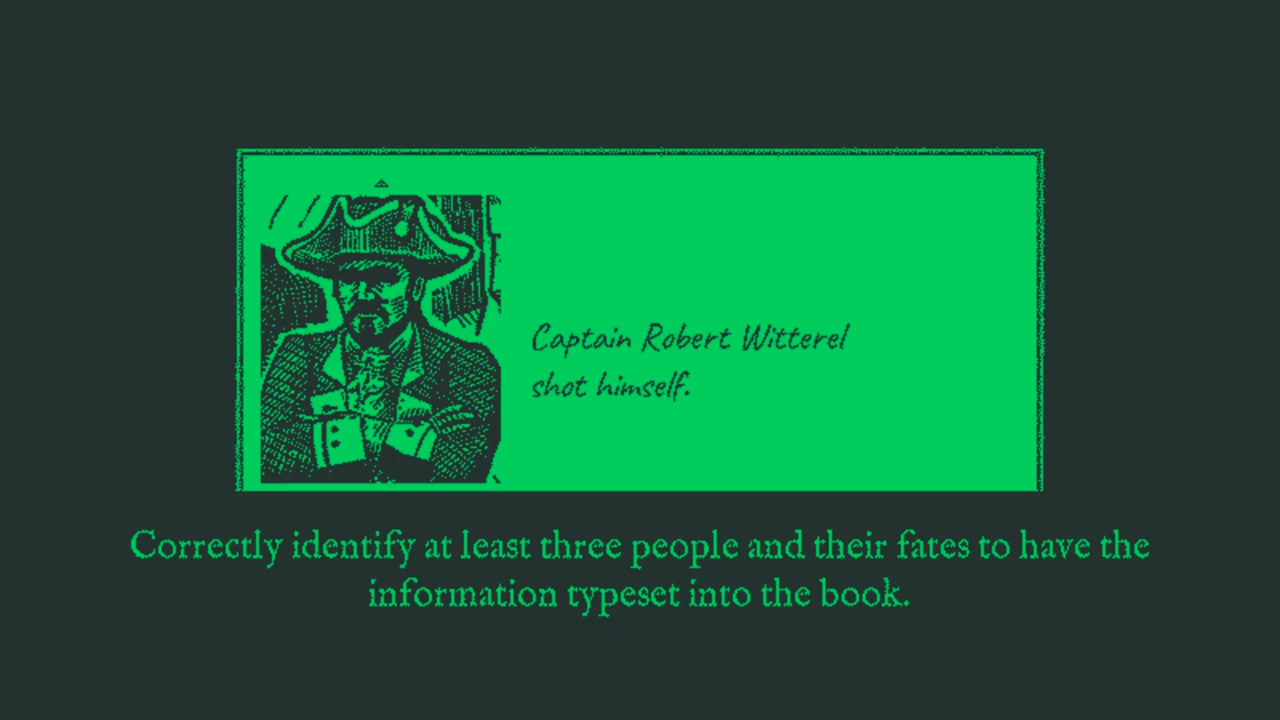 Captain Robert Witterel
shot himself.
Correctly identify at least three people and their fates to have the
information typeset into the book.